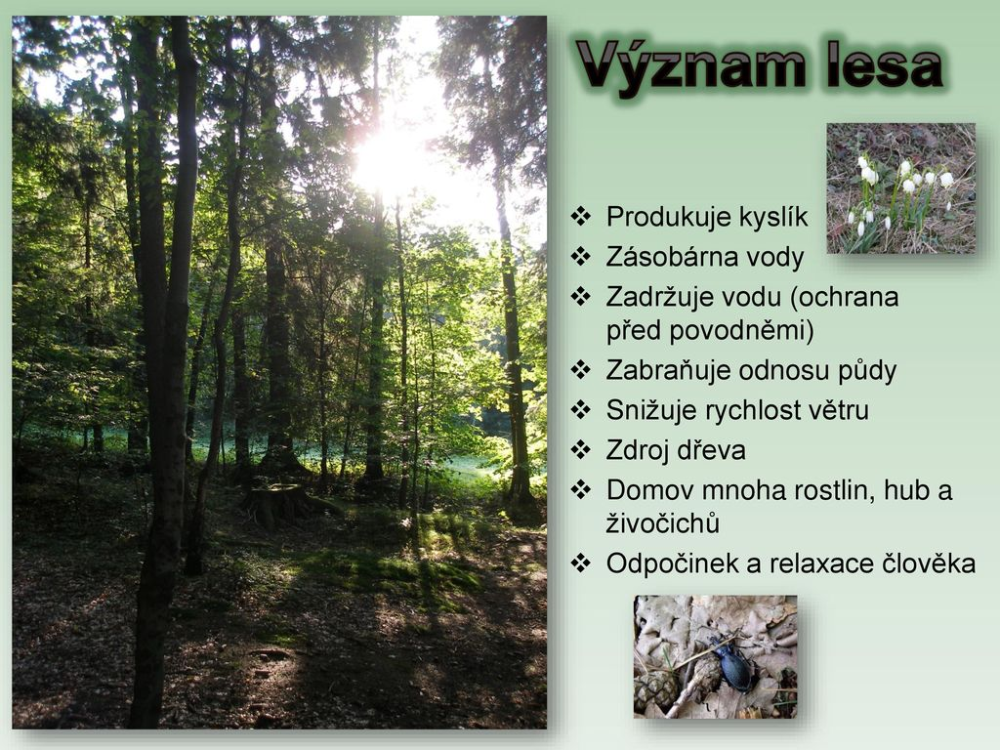 Význam lesa
❖ Produkuje kyslík
❖ Zásobárna vody
❖ Zadržuje vodu (ochrana
před povodněmi)
❖ Zabraňuje odnosu půdy
❖ Snižuje rychlost větru
❖ Zdroj dřeva
❖ Domov mnoha rostlin, hub a
živočichů
❖ Odpočinek a relaxace člověka